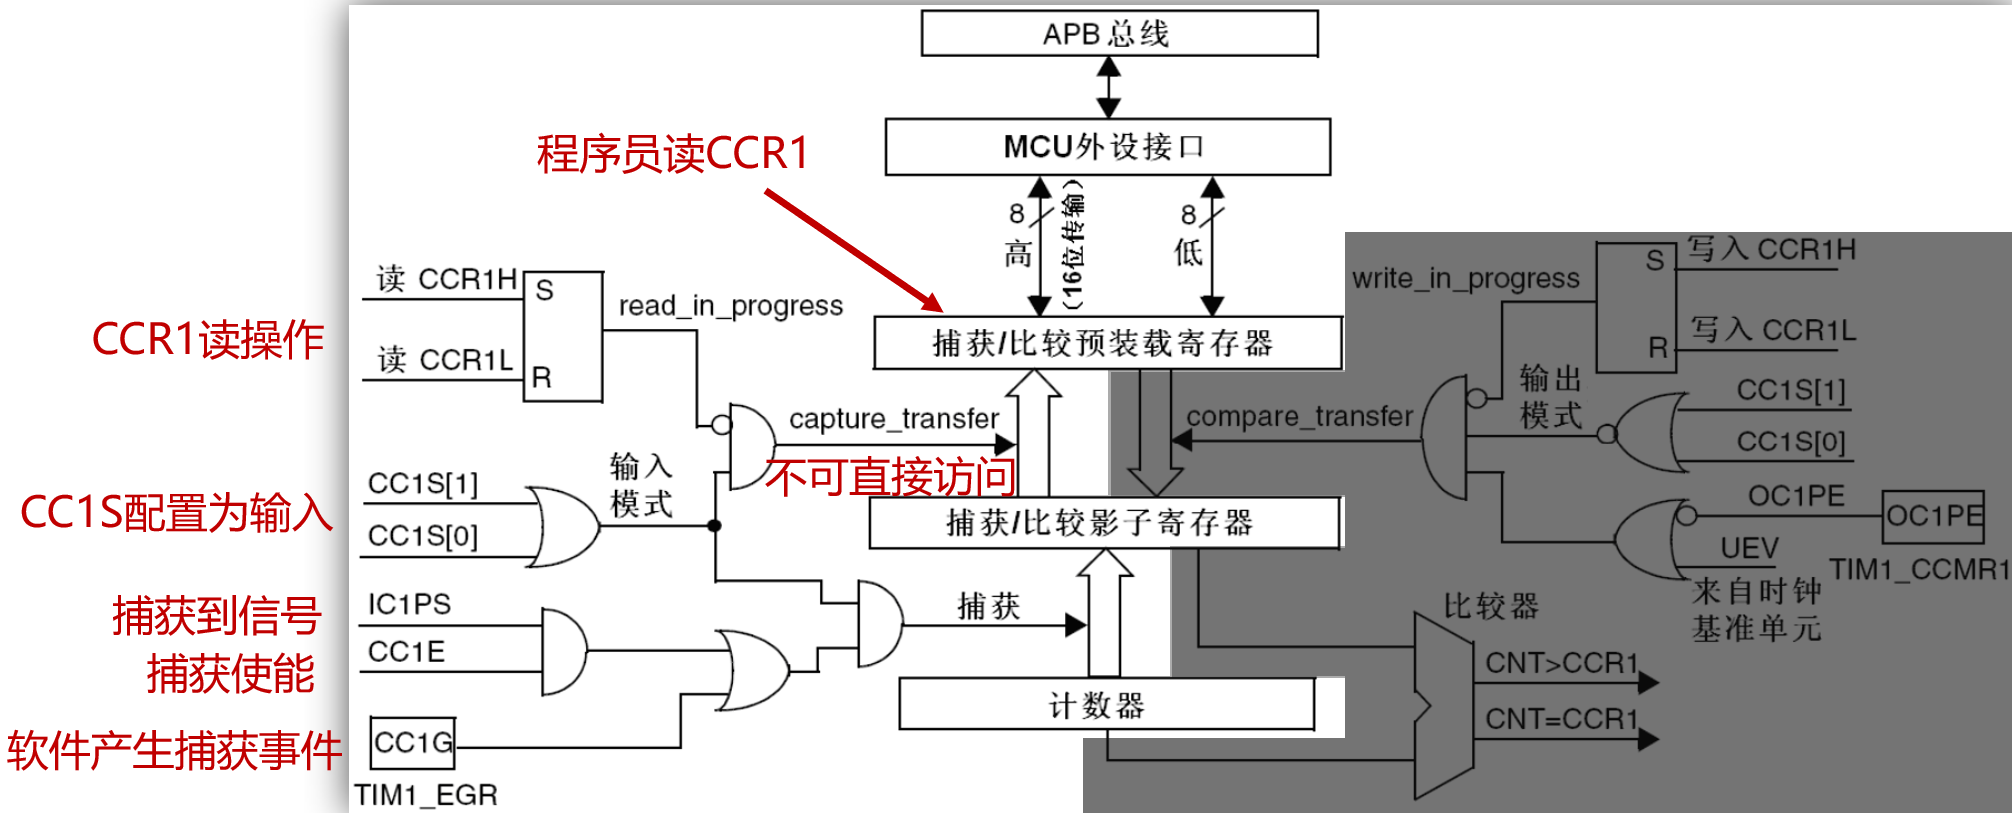 APB 总线
MCU外设接口
程序员读CCR1
8
高
（16位传输）
8
低
读 CCR1H
S
read_in_progress
CCR1读操作
读 CCR1L
R
捕获/比较预装载寄存器
write_in_progress
S
写入 CCR1H
R
写入 CCR1L
capture_transfer
compare_transfer
输出
模式
CC1S[1]
CC1S[0]
不可直接访问
输入
模式
CC1S[1]
CC1S配置为输入
CC1S[0]
捕获/比较影子寄存器
OC1PE
OC1PE
UEV
TIM1_CCMR1
来自时钟
基准单元
捕获到信号
IC1PS
捕获使能
CC1E
捕获
比较器
CNT>CCR1
CNT=CCR1
计数器
软件产生捕获事件
CC1G
TIM1_EGR